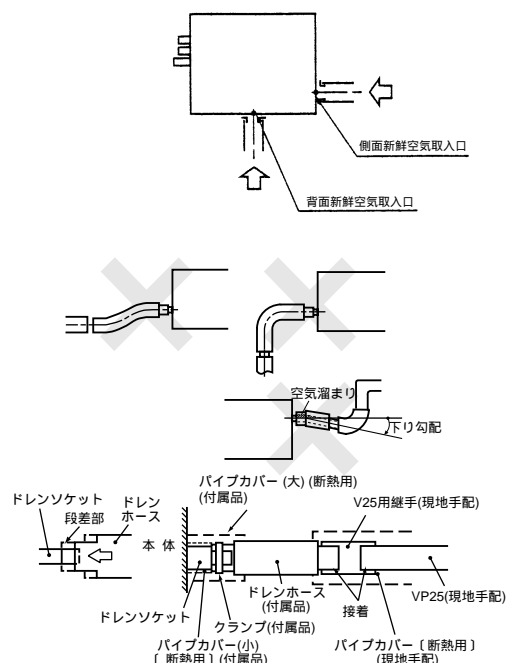 側面新鮮空気取入口
背面新鮮空気取入口
空気溜まり
下り勾配
パイプカバー (大) (断熱用)
(付属品)
ドレンソケット
段差部
ドレン
ホース
本 体
V25用継手(現地手配)
ドレンホース
(付属品)
接着
VP25(現地手配)
ドレンソケット
クランプ(付属品)
パイプカバー(小)
〔 断熱用 〕(付属品)
パイプカバー〔 断熱用 〕
(現地手配)